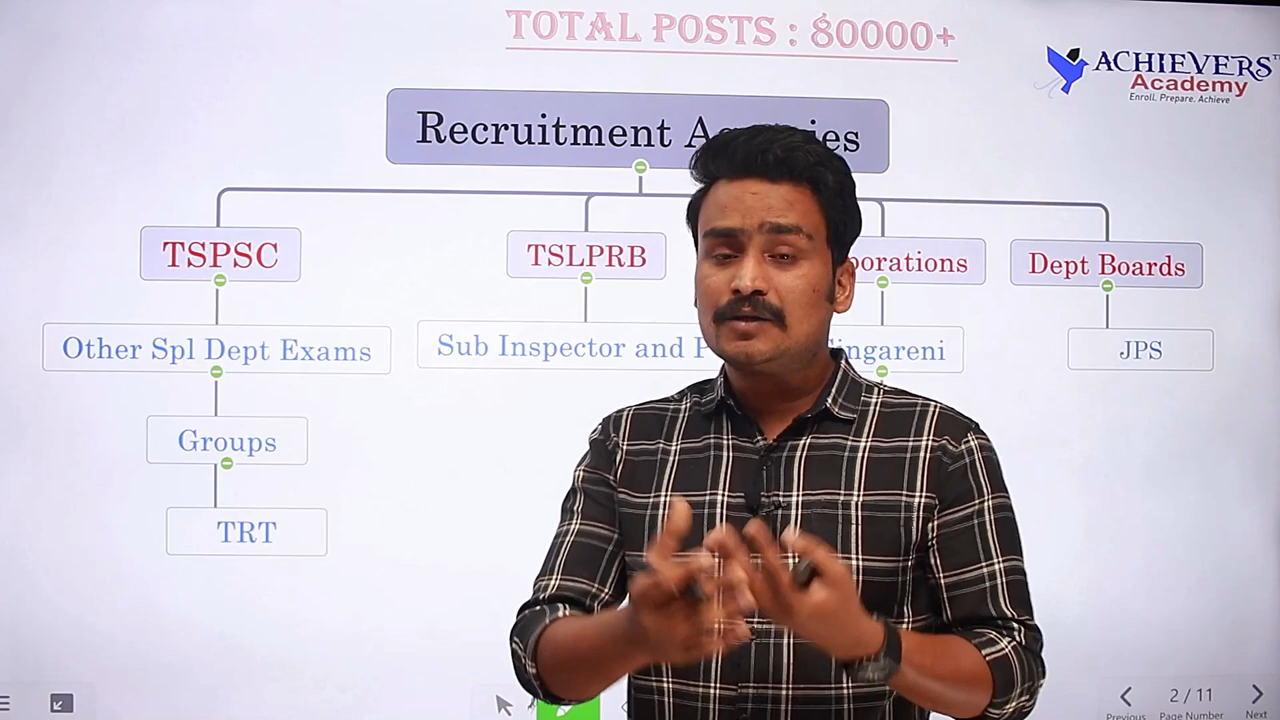 TOTAL POSTS : 80000+
ACHIEVERS
Academy
Enroll. Prepare. Achieve
Recruitment
TSPSC
TSLPRB
Dept Boards
Other Spl Dept Exams
Sub Inspector and
JPS
Groups
TRT
2 / 11
Previous
Page Number
Next